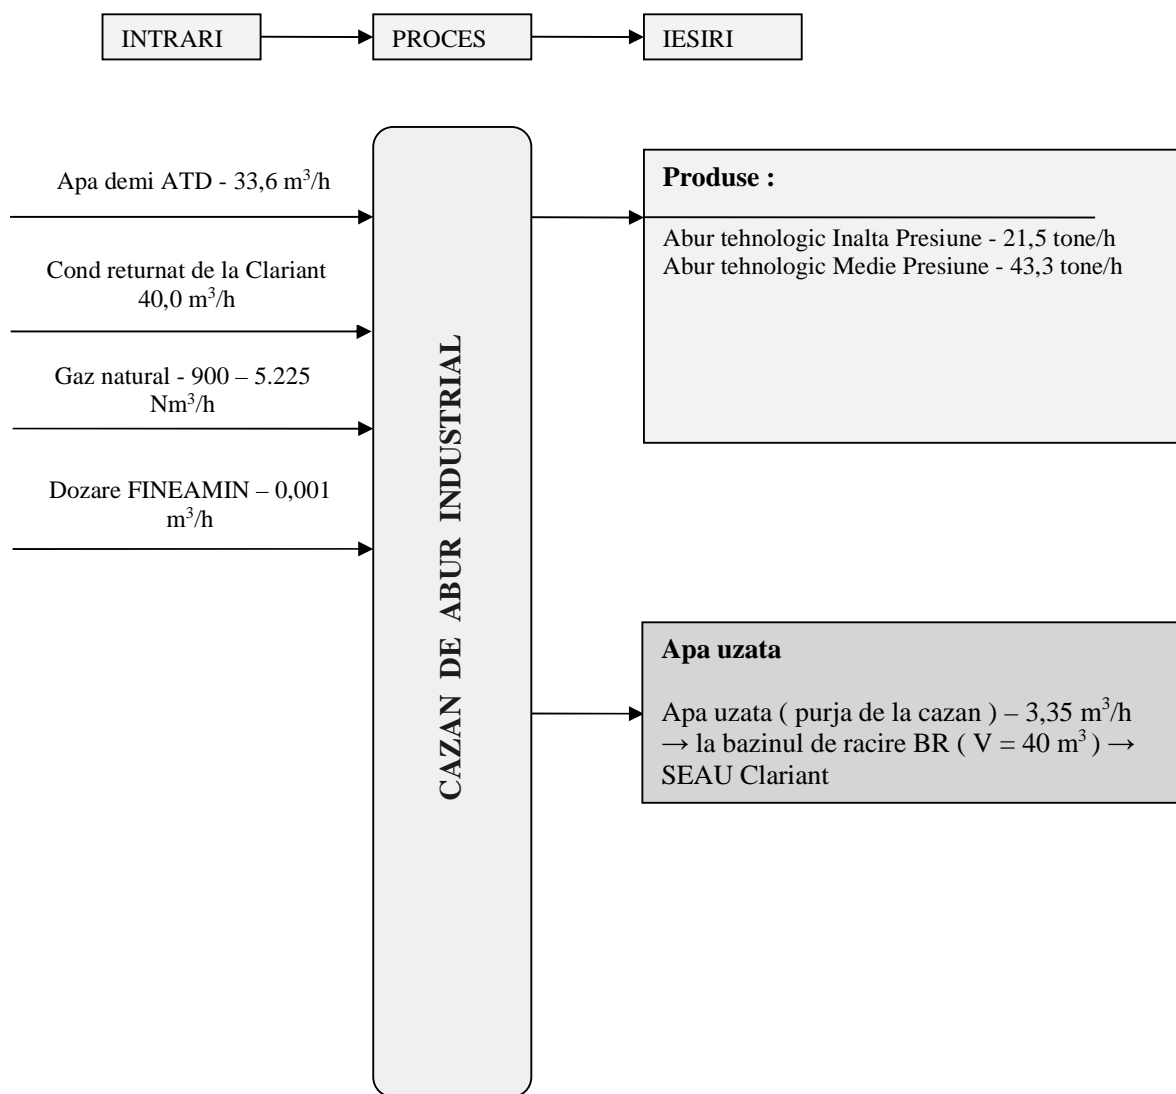 INTRARI
PROCES
IESIRI
Apa demi ATD - 33,6 m³/h
Cond returnat de la Clariant
40,0 m³/h
Gaz natural - 900 – 5.225
Nm³/h
Dozare FINEAMIN – 0,001
m³/h
CAZAN DE ABUR INDUSTRIAL
Produse :
Abur tehnologic Inalta Presiune - 21,5 tone/h
Abur tehnologic Medie Presiune - 43,3 tone/h
Apa uzata
Apa uzata ( purja de la cazan ) – 3,35 m³/h
→ la bazinul de racire BR ( V = 40 m³ ) →
SEAU Clariant